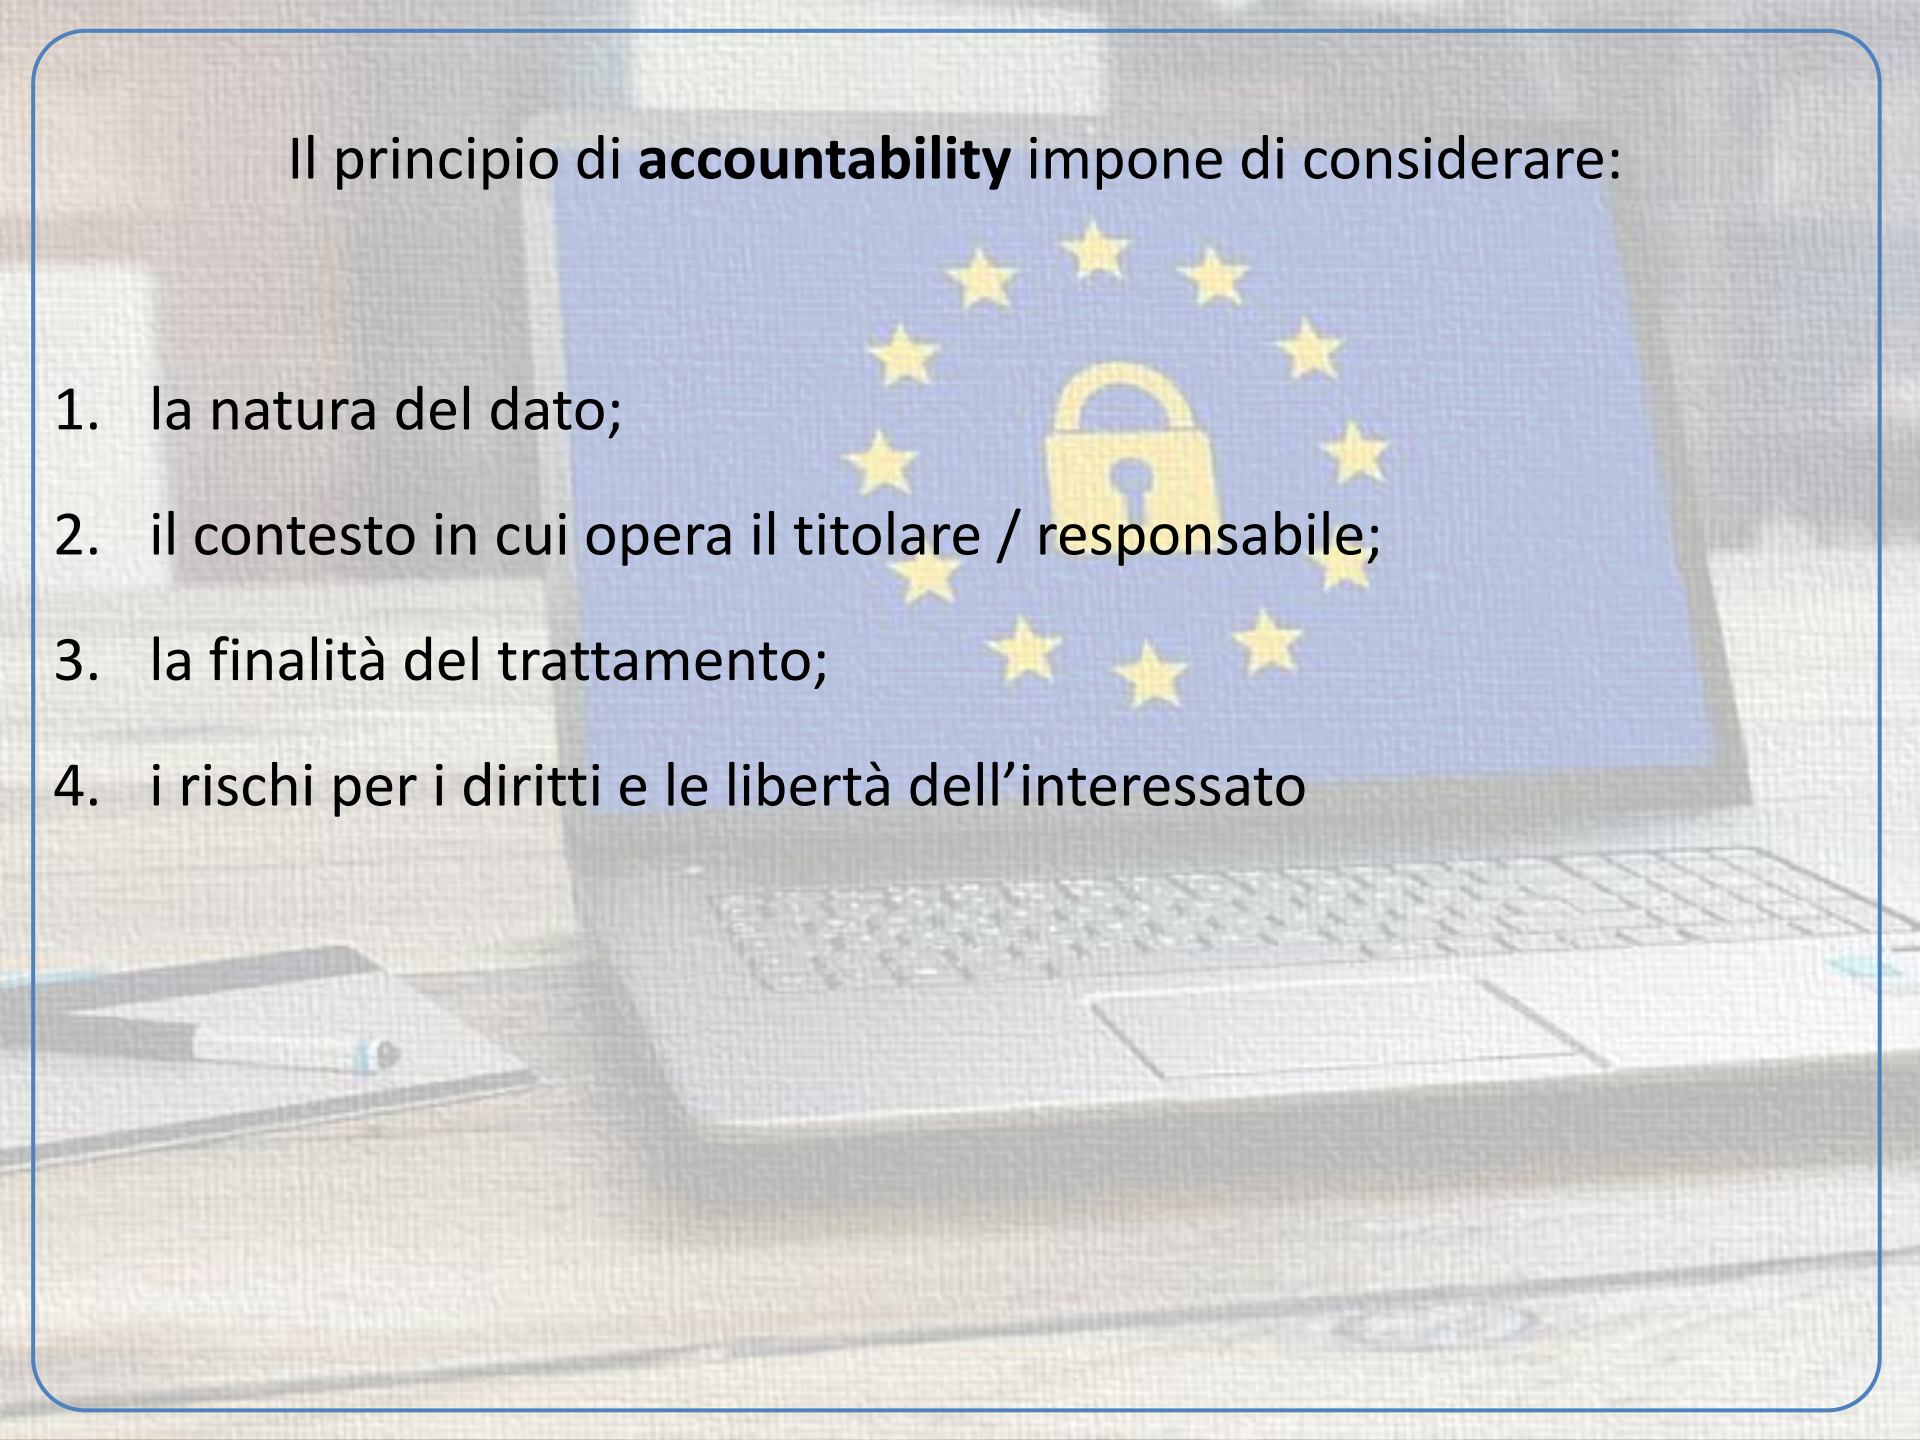 Il principio di accountability impone di considerare:
1. la natura del dato;
2. il contesto in cui opera il titolare / responsabile;
3. la finalità del trattamento;
4. i rischi per i diritti e le libertà dell’interessato